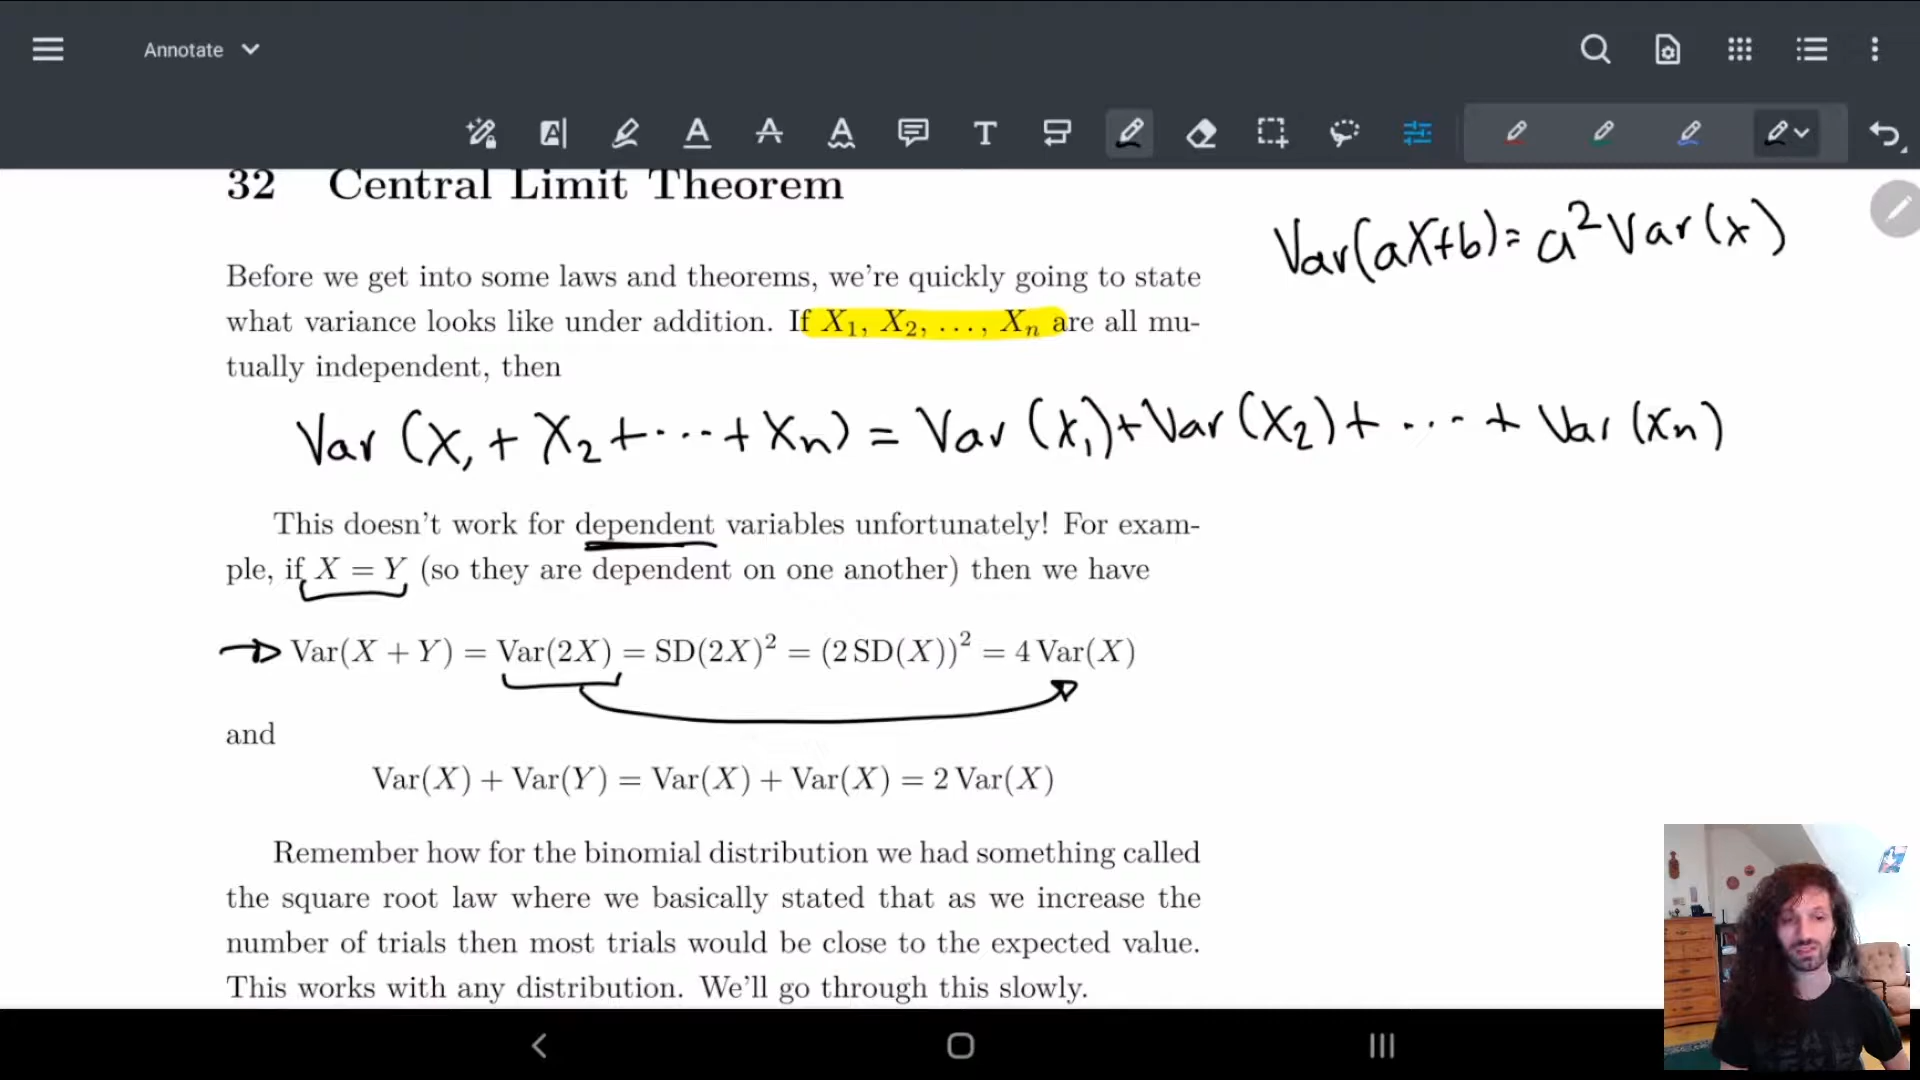 Annotate
32 Central Limit Theorem
Var(aX+b)= a²Var(x)
Before we get into some laws and theorems, we're quickly going to state
what variance looks like under addition. If X₁, X₂, ..., Xₙ are all mu-
tually independent, then
Var (X₁ + X₂ + ··· + Xₙ) = Var (X₁)+Var (X₂)+ ··· + Var (Xₙ)
This doesn't work for dependent variables unfortunately! For exam-
ple, if X = Y (so they are dependent on one another) then we have
→ Var(X + Y) = Var(2X) = SD(2X)² = (2 SD(X))² = 4 Var(X)
and
Var(X) + Var(Y) = Var(X) + Var(X) = 2 Var(X)
Remember how for the binomial distribution we had something called
the square root law where we basically stated that as we increase the
number of trials then most trials would be close to the expected value.
This works with any distribution. We'll go through this slowly.